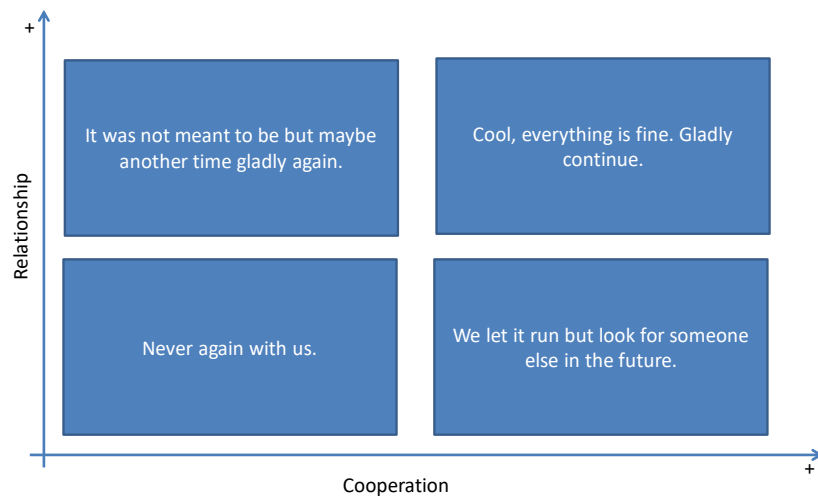 +
It was not meant to be but maybe
another time gladly again.
Cool, everything is fine. Gladly
continue.
Relationship
Never again with us.
We let it run but look for someone
else in the future.
+
Cooperation